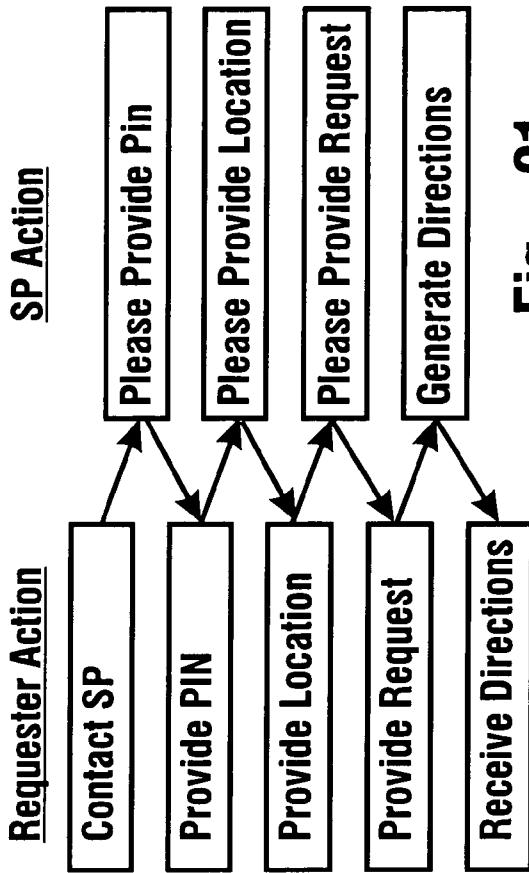 Requester Action
SP Action
Contact SP
Please Provide Pin
Provide PIN
Please Provide Location
Provide Location
Please Provide Request
Provide Request
Generate Directions
Receive Directions